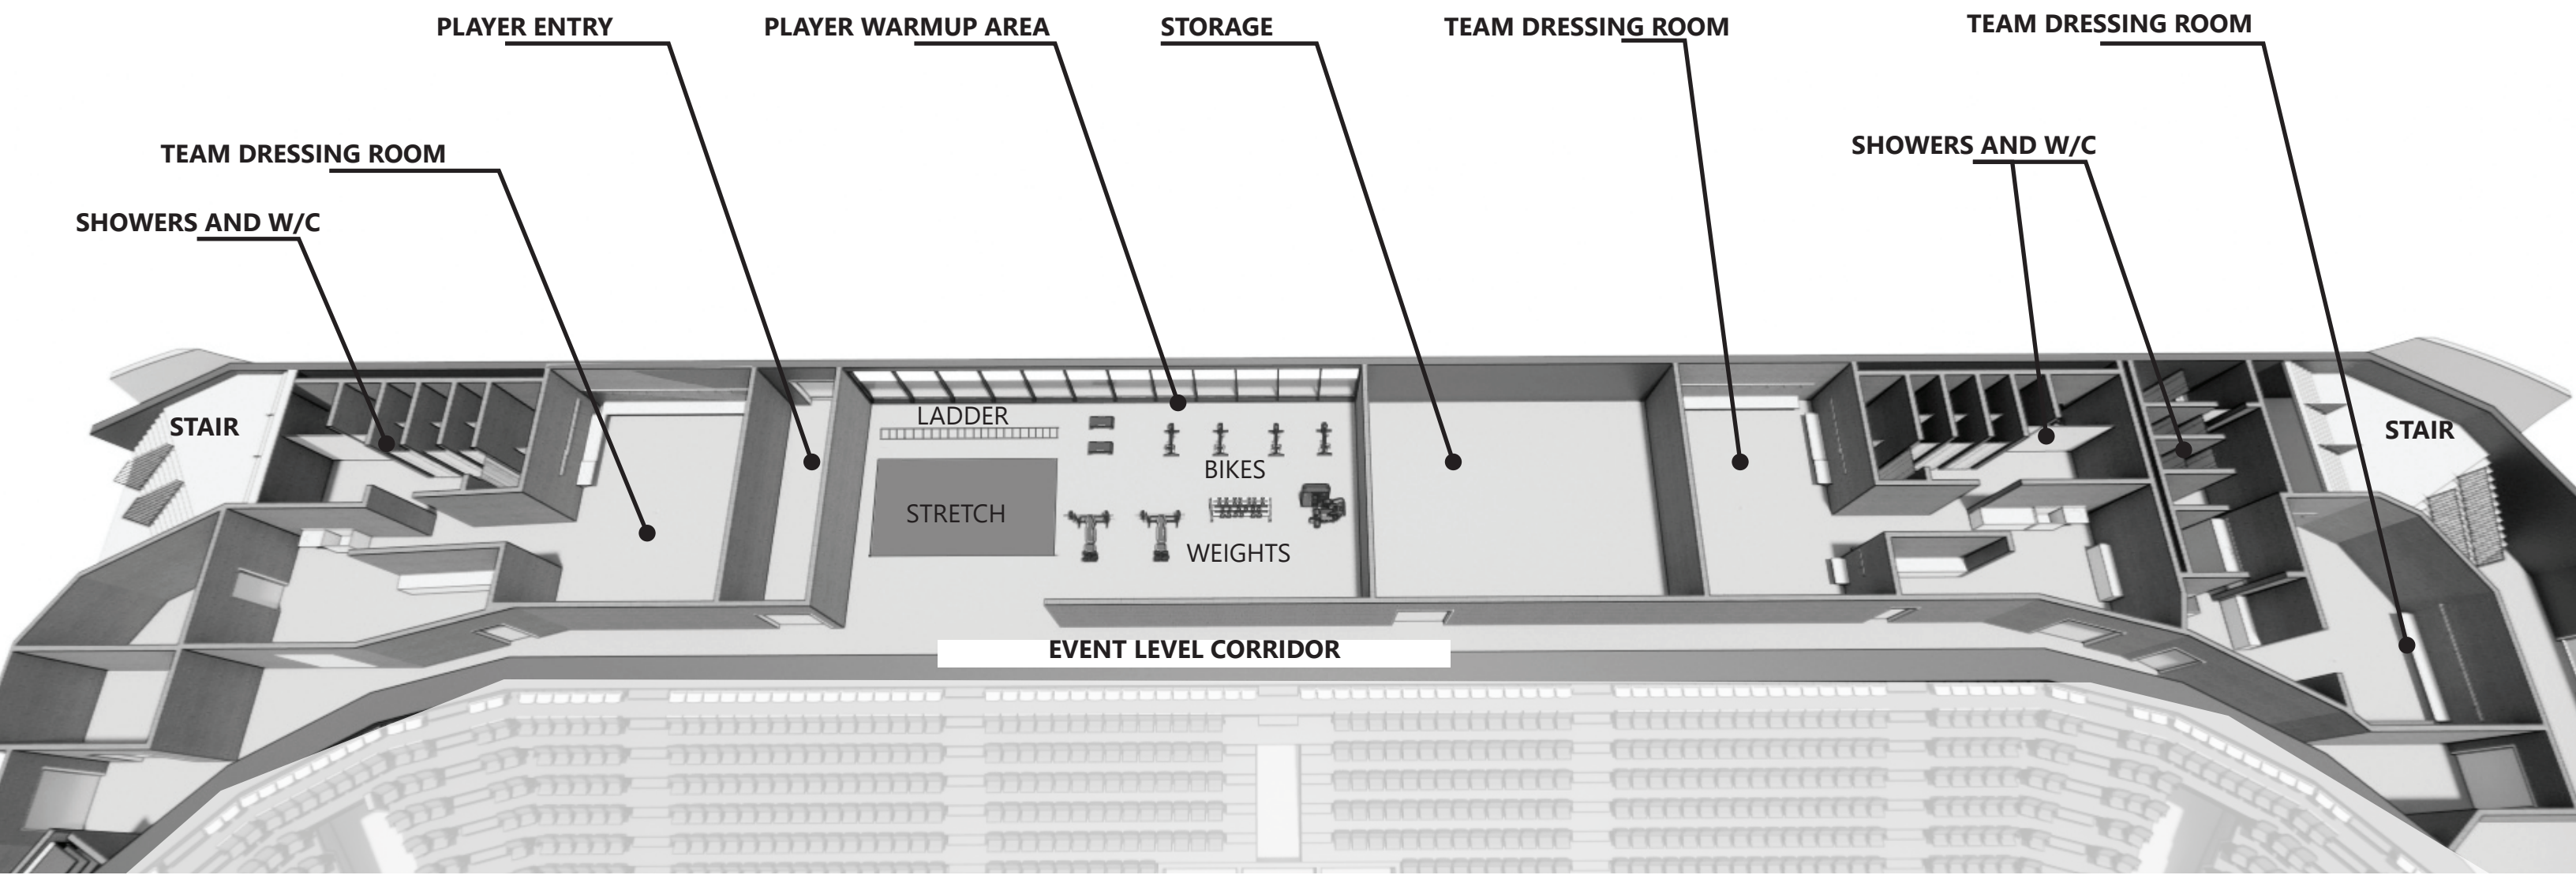 PLAYER ENTRY
PLAYER WARMUP AREA
STORAGE
TEAM DRESSING ROOM
TEAM DRESSING ROOM
TEAM DRESSING ROOM
SHOWERS AND W/C
SHOWERS AND W/C
STAIR
LADDER
STRETCH
BIKES
WEIGHTS
STAIR
EVENT LEVEL CORRIDOR